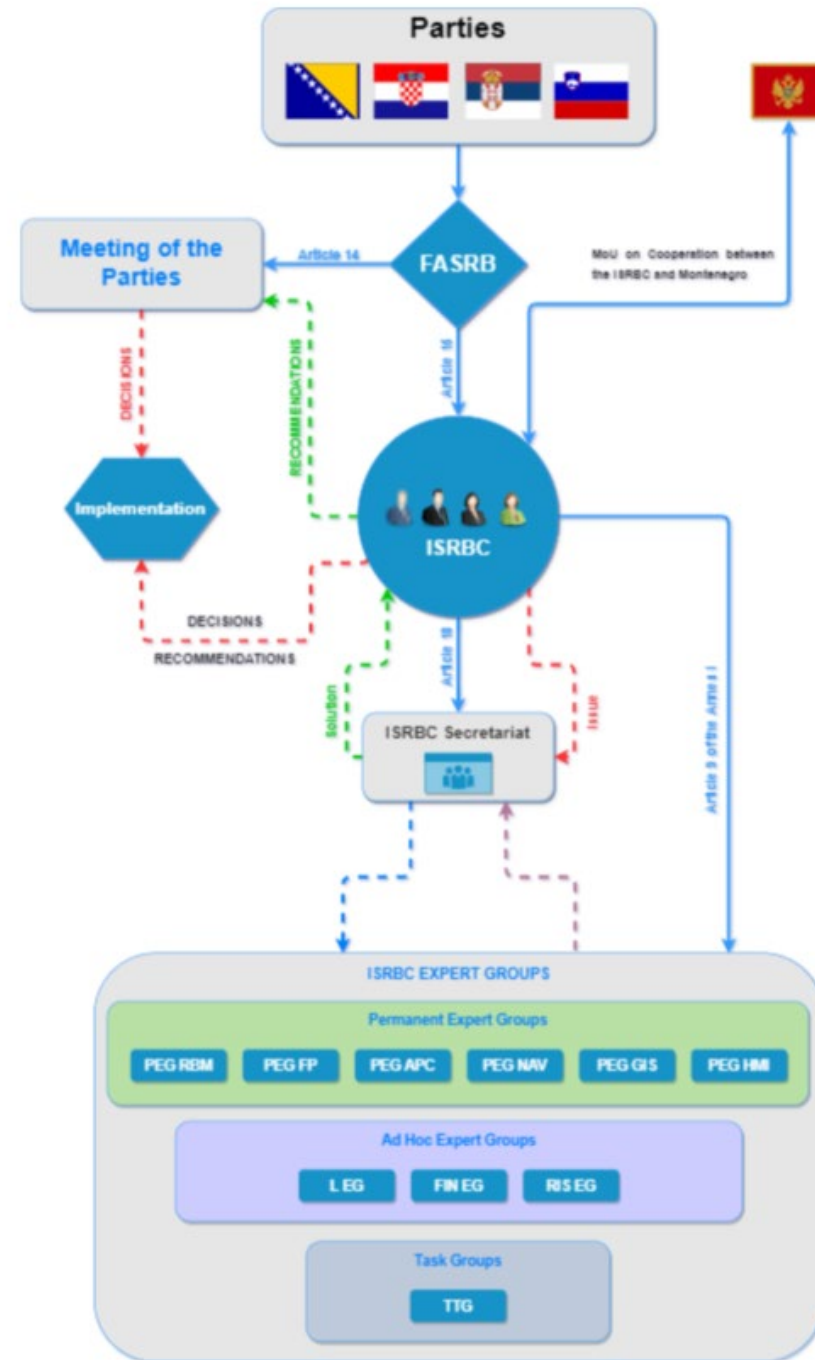 Parties
Meeting of the
Parties
Article 14
FASRB
MoU on Cooperation between
the ISRBC and Montenegro
DECISIONS
RECOMMENDATIONS
Article 16
Implementation
ISRBC
DECISIONS
RECOMMENDATIONS
Solution
Article 18
Issue
ISRBC Secretariat
Article 9 of the Annex I
ISRBC EXPERT GROUPS
Permanent Expert Groups
PEG RBM
PEG FP
PEG APC
PEG NAV
PEG GIS
PEG HMI
Ad Hoc Expert Groups
L EG
FIN EG
RIS EG
Task Groups
TTG